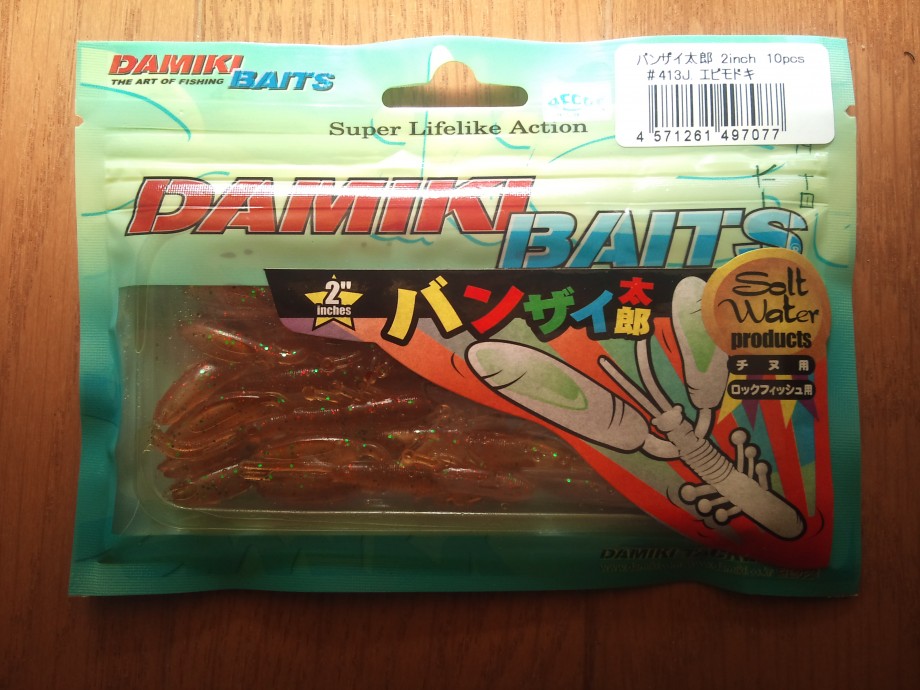 DAMIKI BAITS
THE ART OF FISHING
バンザイ太郎 2inch 10pcs
#413J. エビモドキ
4 571261 497077
Super Lifelike Action
DAMIKI
BAITS
2"
inches
バンザイ太郎
Salt
Water
products
チヌ用
ロックフィッシュ用